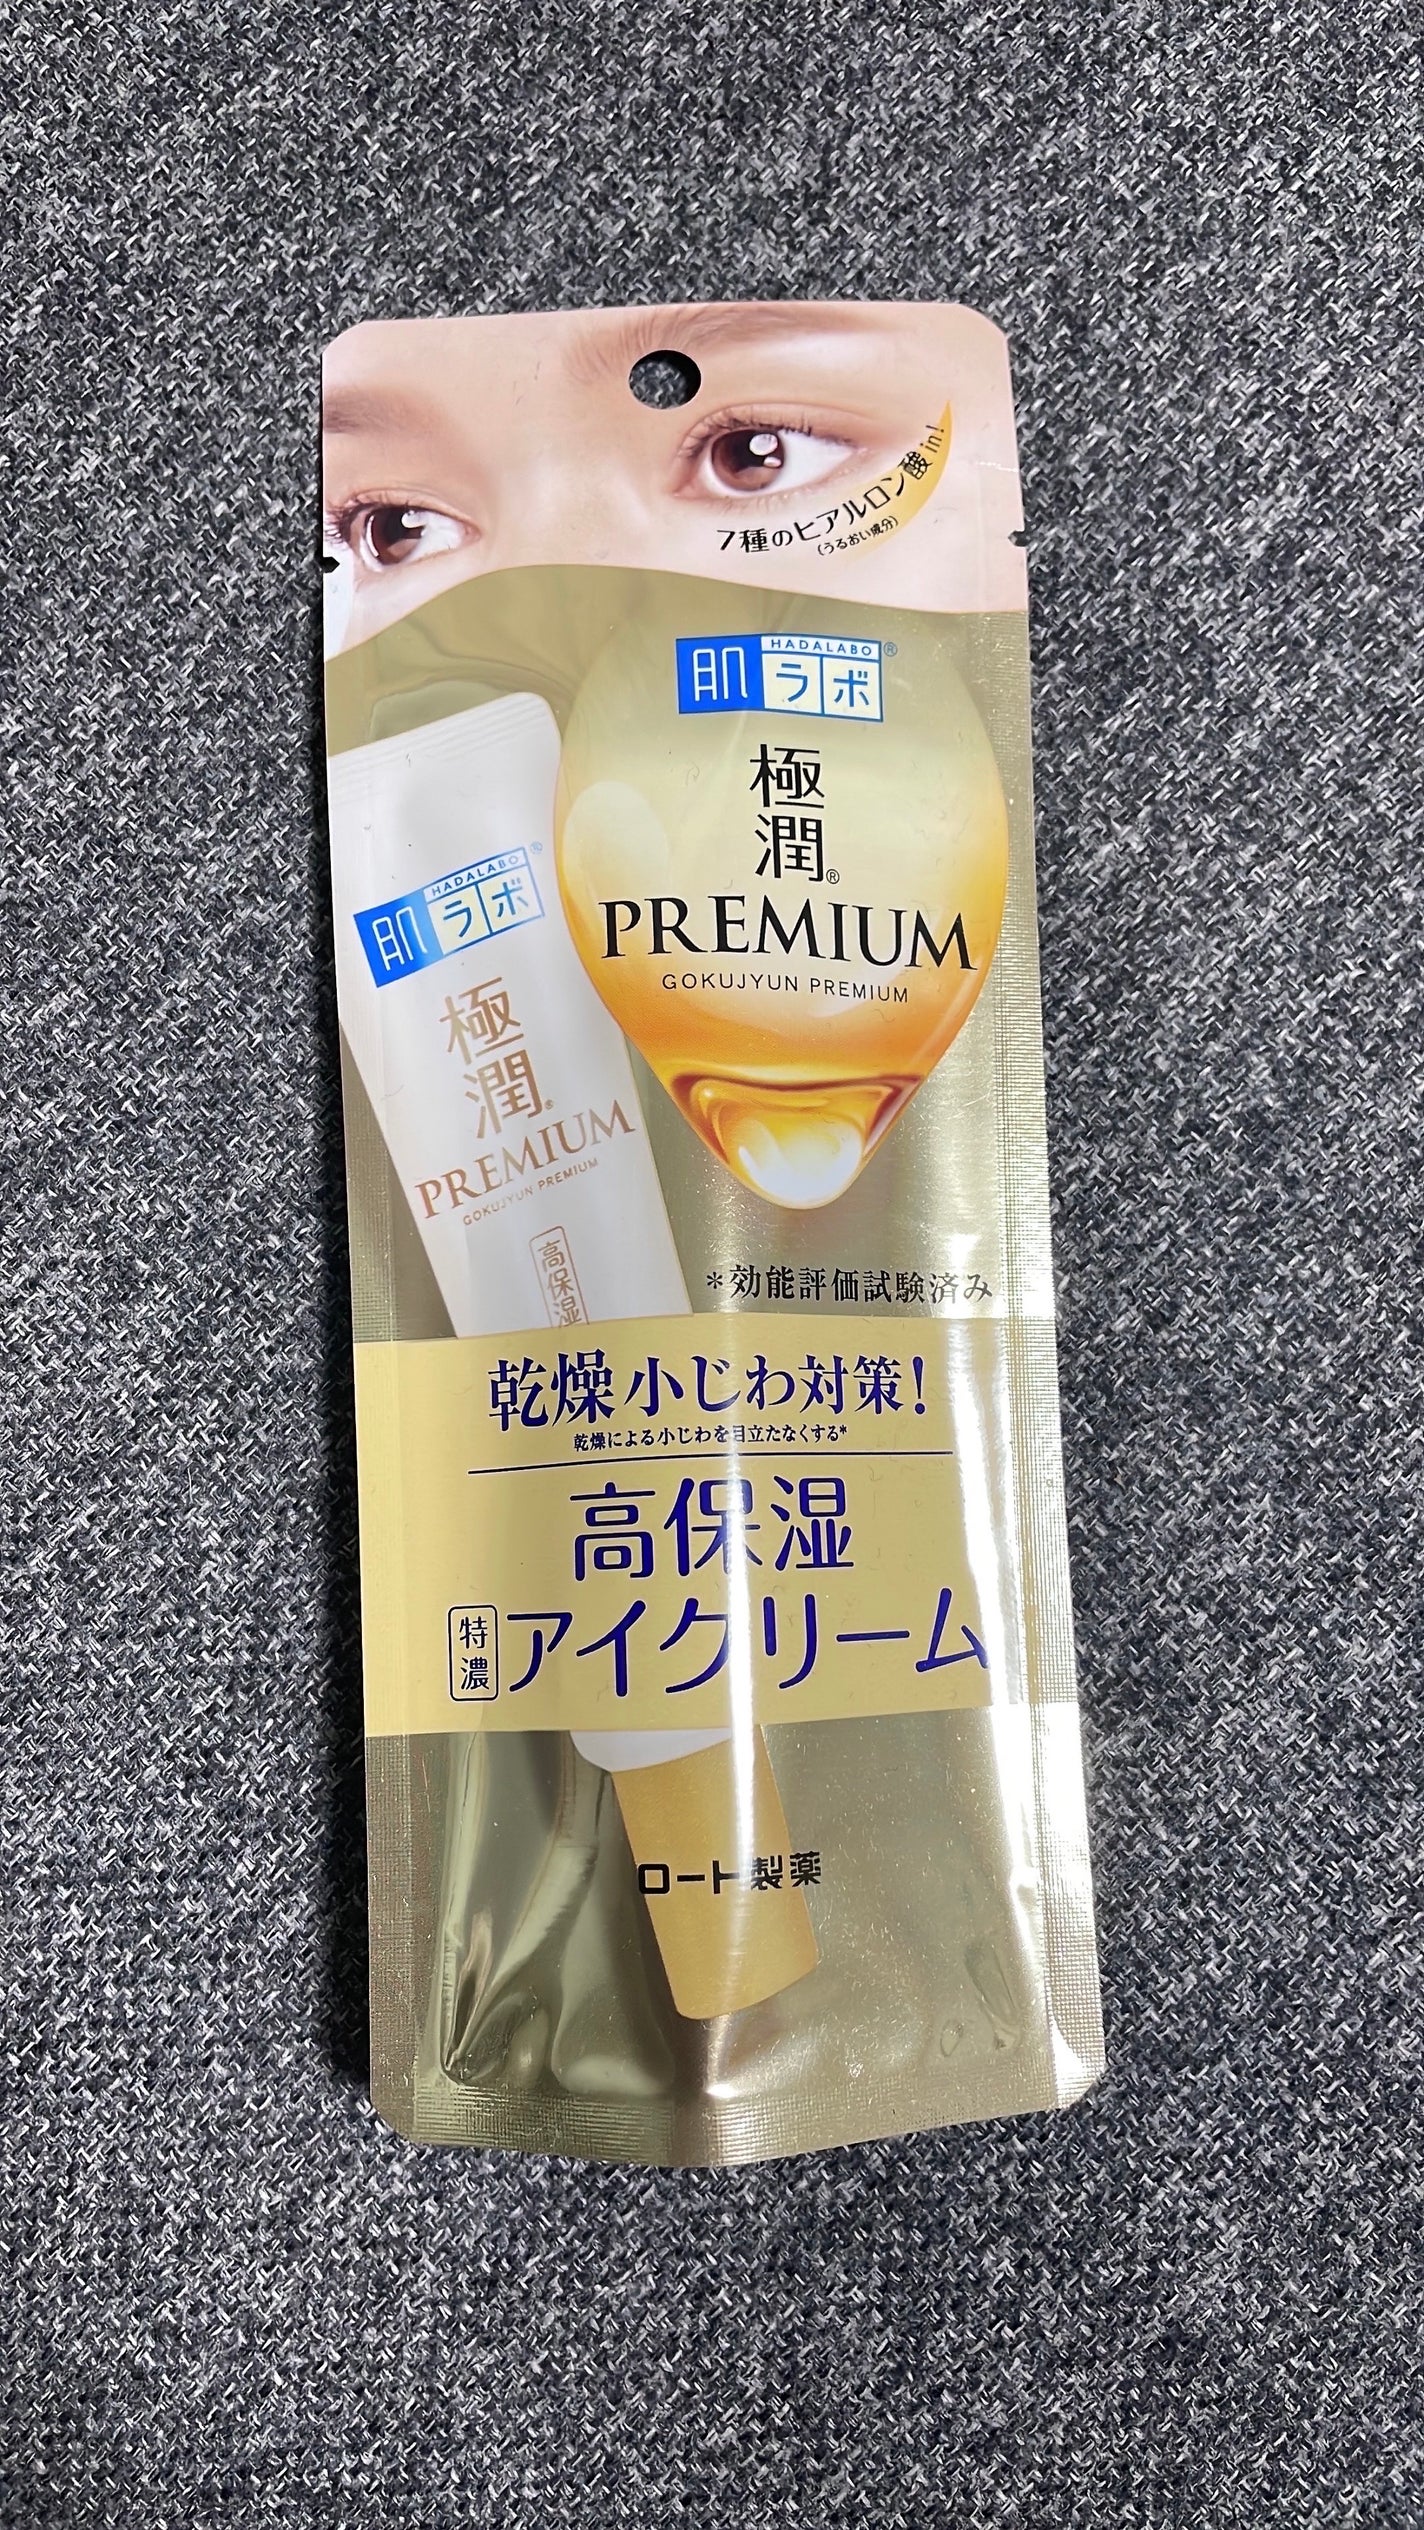 7種のヒアルロン酸in!
(うるおい成分)
肌ラボ®
HADALABO
極
潤®
PREMIUM
GOKUJYUN PREMIUM
肌ラボ®
HADALABO
極
潤®
PREMIUM
GOKUJYUN PREMIUM
高保湿
*効能評価試験済み
乾燥小じわ対策!
乾燥による小じわを目立たなくする*
高保湿
特濃 アイクリーム
ロート製薬